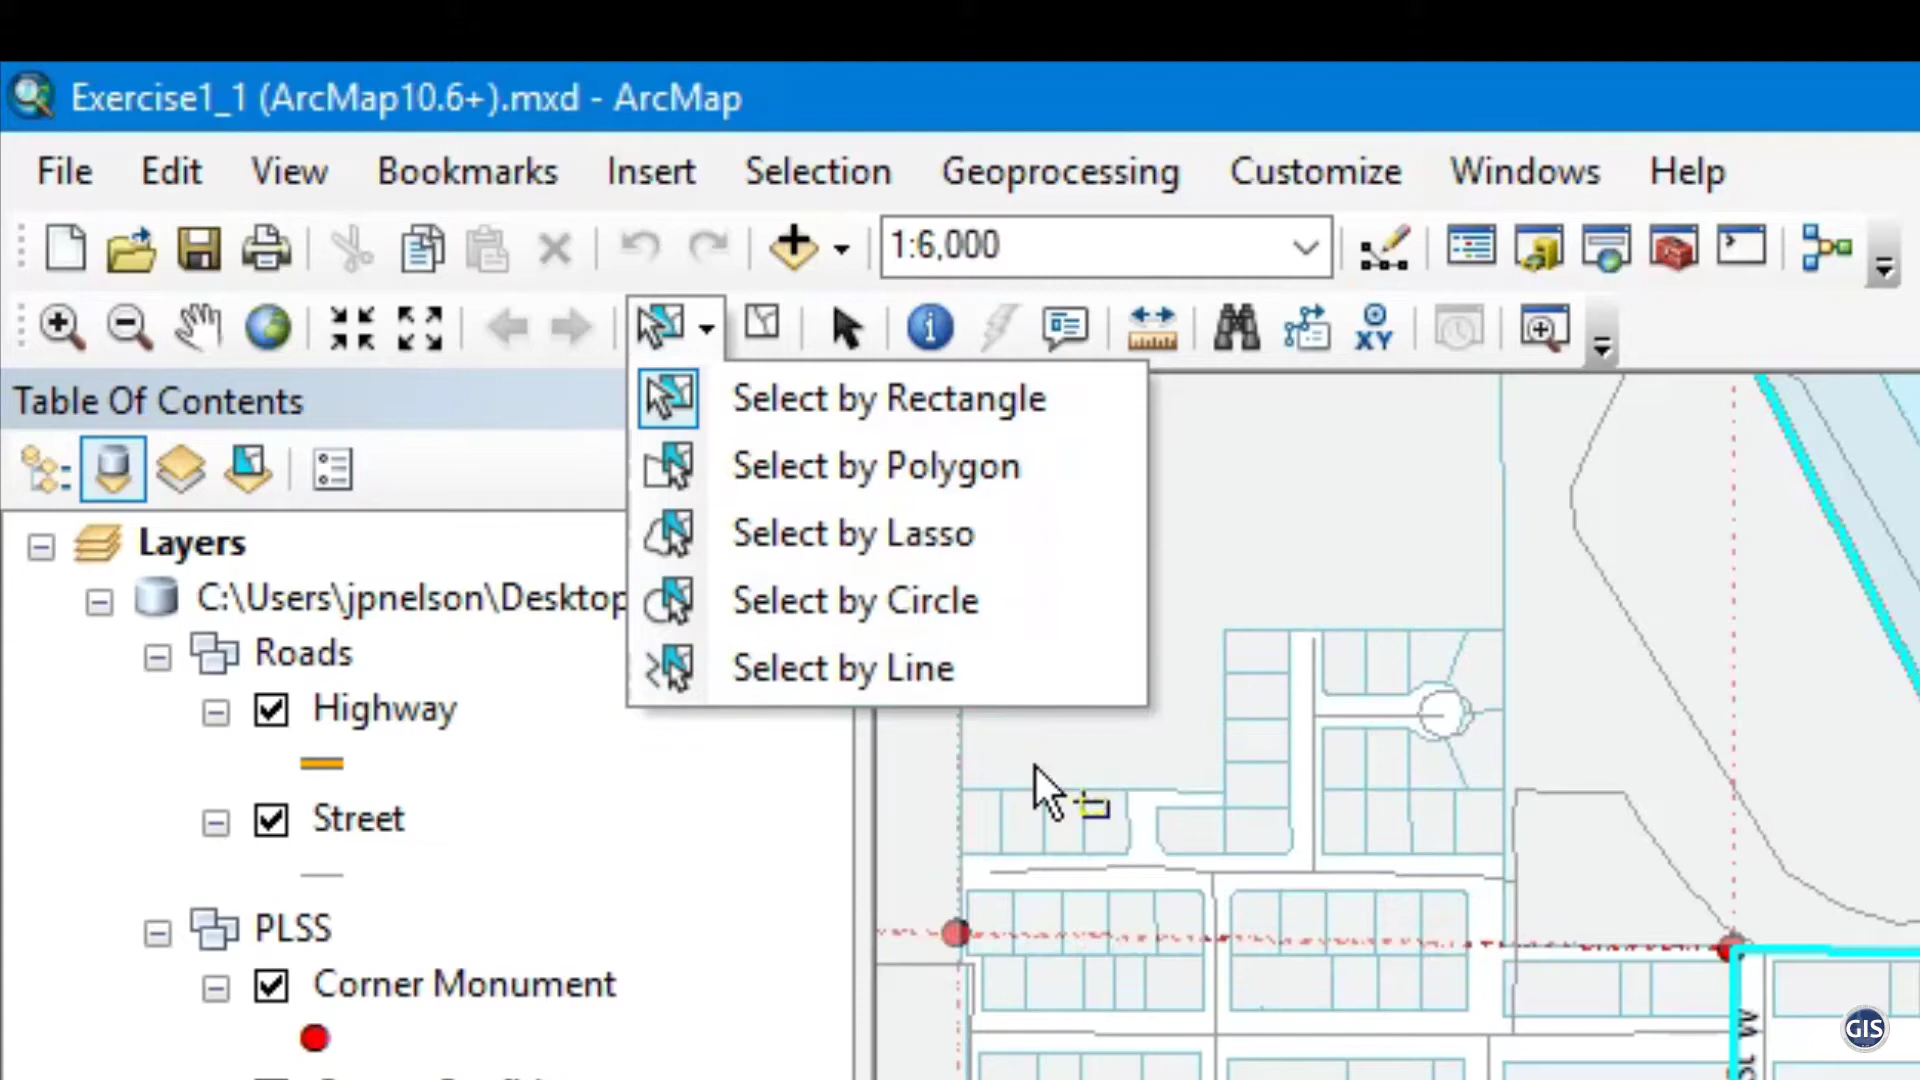 Exercise1_1 (ArcMap10.6+).mxd - ArcMap
File Edit View Bookmarks Insert Selection Geoprocessing Customize Windows Help
1:6,000
XY
Table Of Contents
Select by Rectangle
Select by Polygon
Select by Lasso
Select by Circle
Select by Line
Layers
C:\Users\jpnelson\Desktop
Roads
Highway
Street
PLSS
Corner Monument
GIS